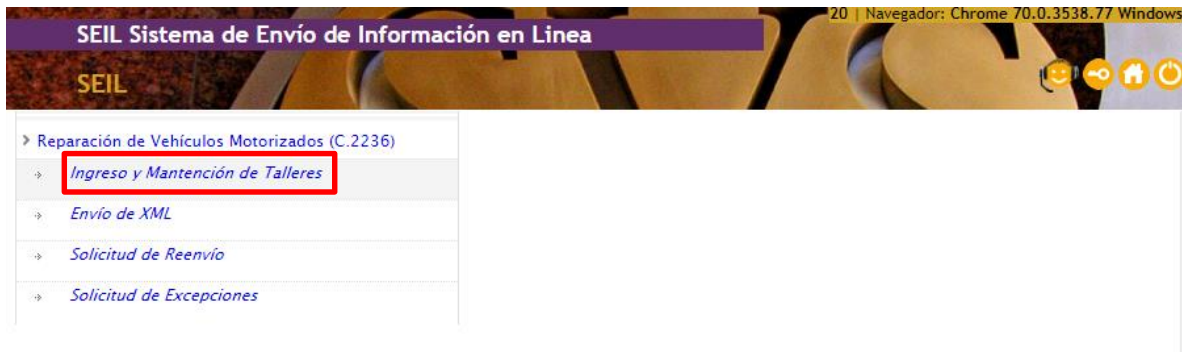 20 | Navegador: Chrome 70.0.3538.77 Windows
SEIL Sistema de Envío de Información en Linea
SEIL
Reparación de Vehículos Motorizados (C.2236)
Ingreso y Mantención de Talleres
Envío de XML
Solicitud de Reenvío
Solicitud de Excepciones